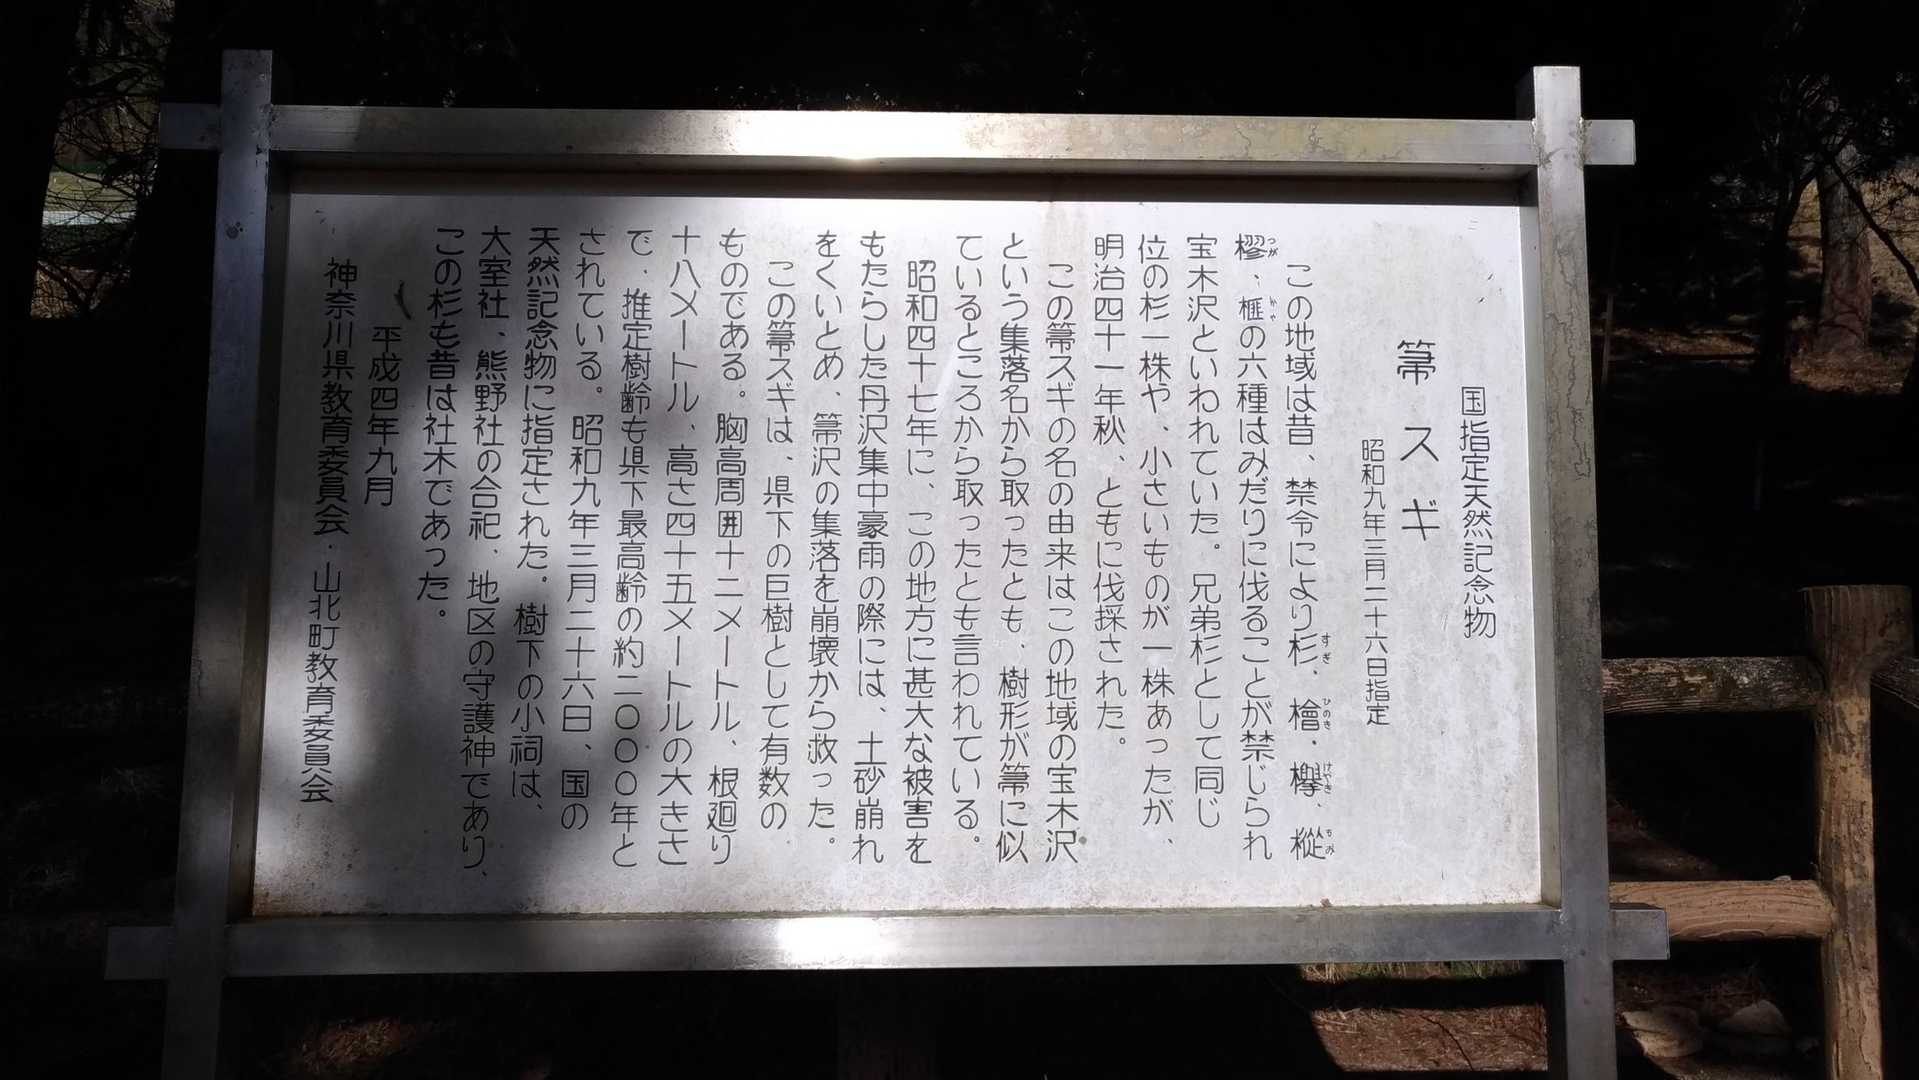 国指定天然記念物
箒スギ
昭和九年三月二十六日指定
この地域は昔、禁令により杉、檜、欅、樅
樛、榧の六種はみだりに伐ることが禁じられ
宝木沢といわれていた。兄弟杉として同じ
位の杉一株や、小さいものが一株あったが、
明治四十一年秋、ともに伐採された。
この箒スギの名の由来はこの地域の宝木沢
という集落名から取ったとも、樹形が箒に似
ているところから取ったとも言われている。
昭和四十七年に、この地方に甚大な被害を
もたらした丹沢集中豪雨の際には、土砂崩れ
をくいとめ、箒沢の集落を崩壊から救った。
この箒スギは、県下の巨樹として有数の
ものである。胸高周囲十二メートル、根廻り
十八メートル、高さ四十五メートルの大きさ
で、推定樹齢も県下最高齢の約二〇〇〇年と
されている。昭和九年三月二十六日、国の
天然記念物に指定された。樹下の小祠は、
大室社、熊野社の合祀、地区の守護神であり、
この杉も昔は社木であった。
平成四年九月
神奈川県教育委員会・山北町教育委員会